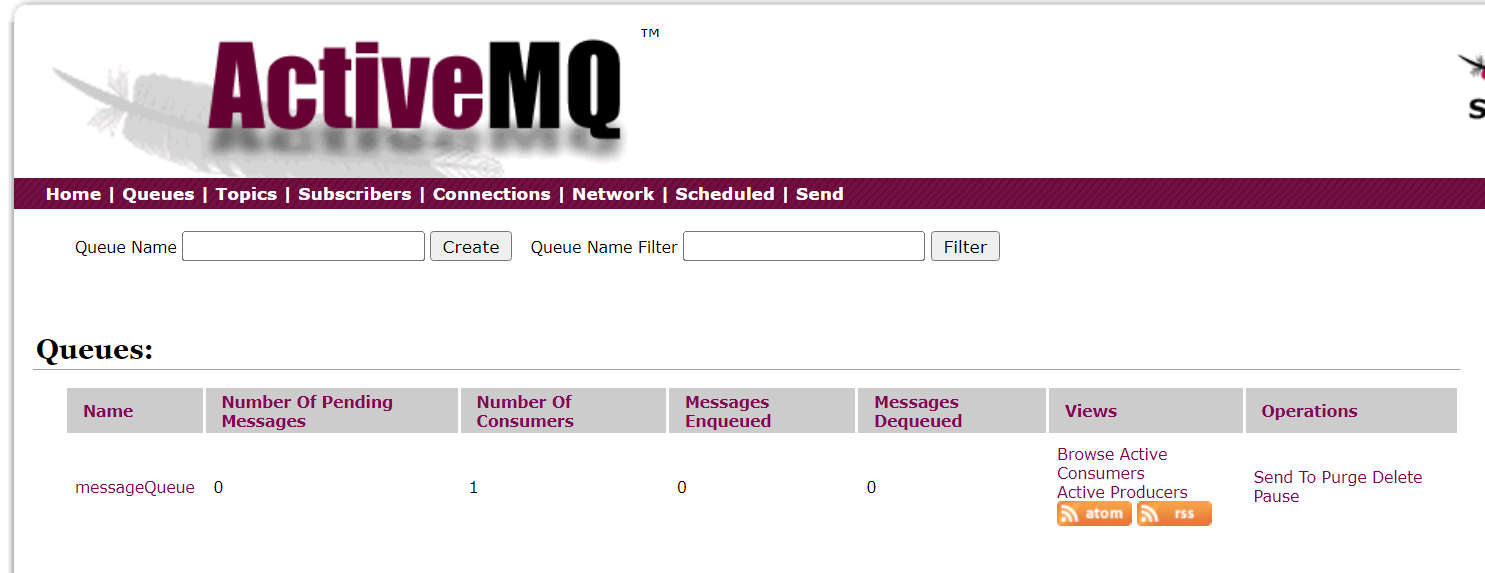 ActiveMQ TM
Home | Queues | Topics | Subscribers | Connections | Network | Scheduled | Send
Queue Name Create Queue Name Filter Filter
Queues:
Name Number Of Pending Messages Number Of Consumers Messages Enqueued Messages Dequeued Views Operations
messageQueue 0 1 0 0
Browse Active
Consumers
Active Producers
atom rss
Send To Purge Delete
Pause